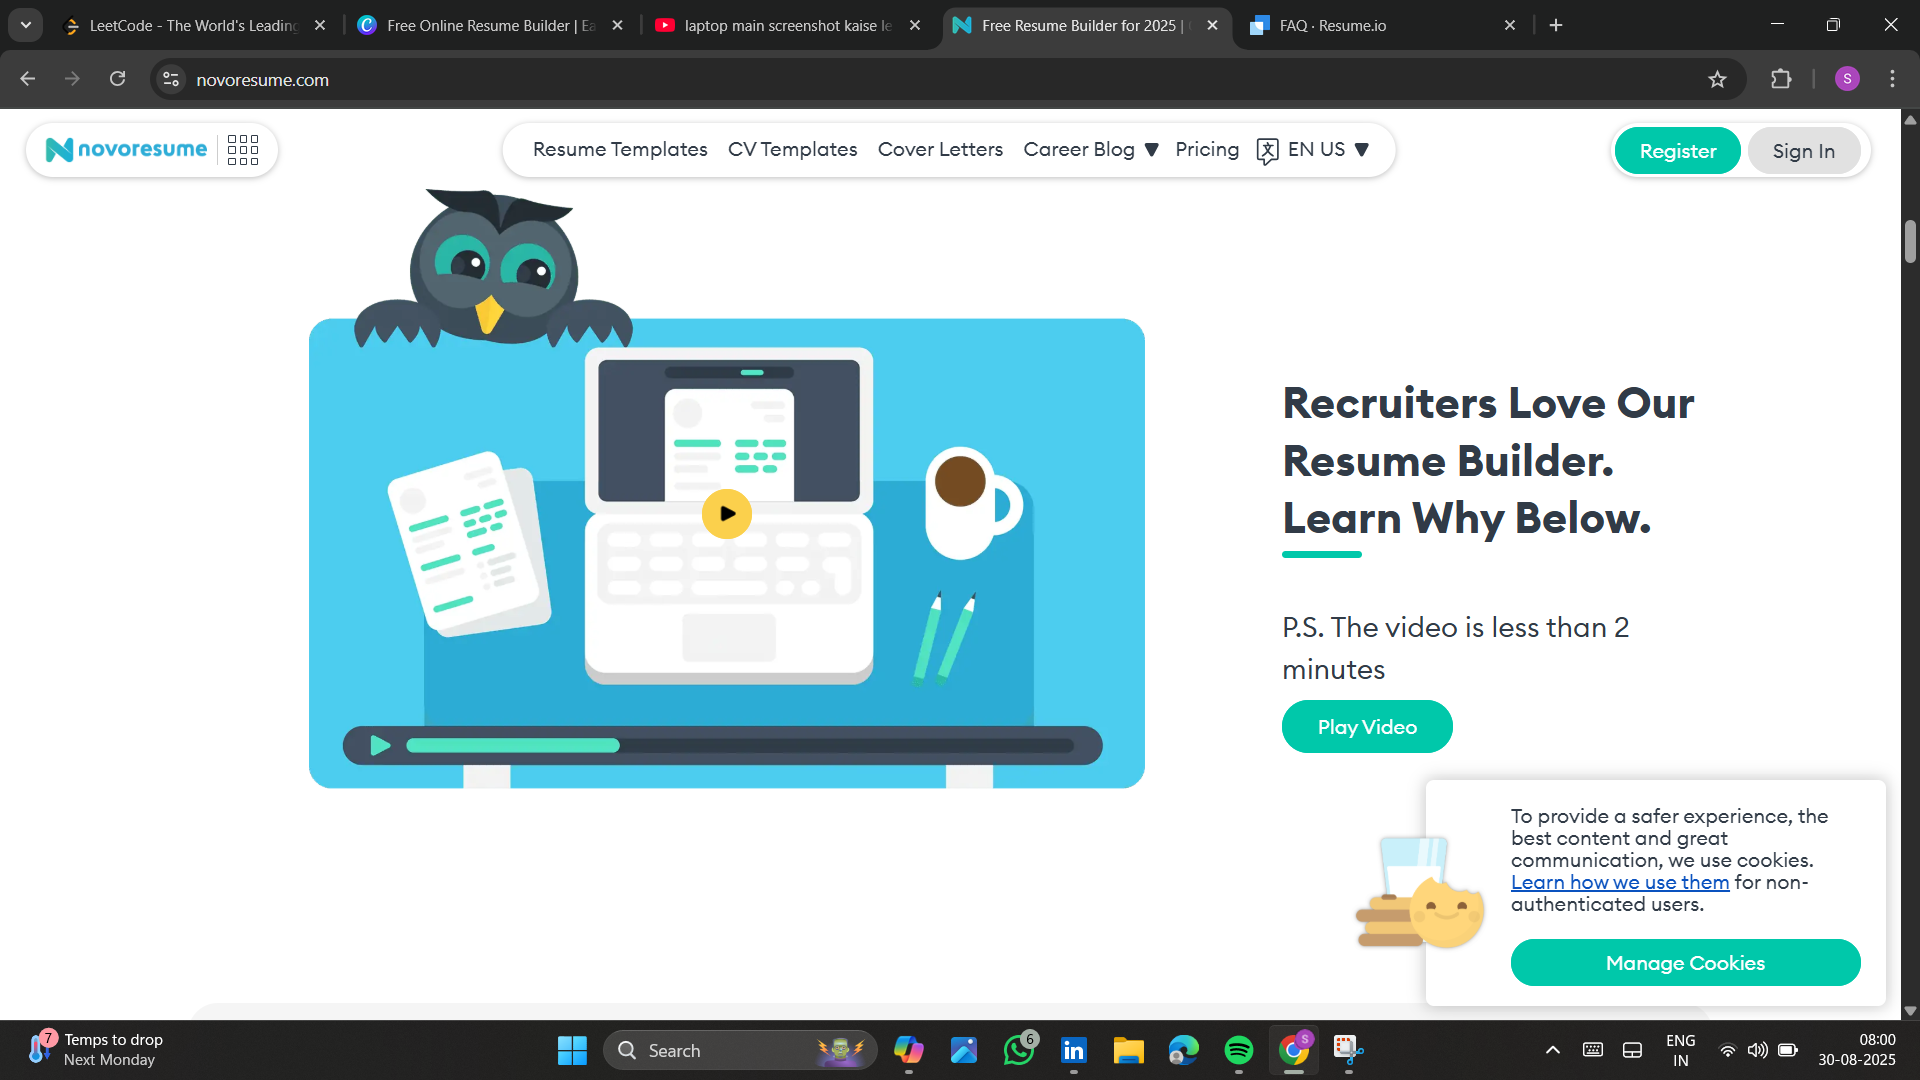 LeetCode - The World's Leading
Free Online Resume Builder | Ea
laptop main screenshot kaise le
Free Resume Builder for 2025 |
FAQ · Resume.io
novoresume.com
S
novoresume
Resume Templates
CV Templates
Cover Letters
Career Blog
Pricing
EN US
Register
Sign In
Recruiters Love Our
Resume Builder.
Learn Why Below.
P.S. The video is less than 2
minutes
Play Video
To provide a safer experience, the
best content and great
communication, we use cookies.
Learn how we use them for non-
authenticated users.
Manage Cookies
7
Temps to drop
Next Monday
Search
6
in
S
ENG
IN
08:00
30-08-2025